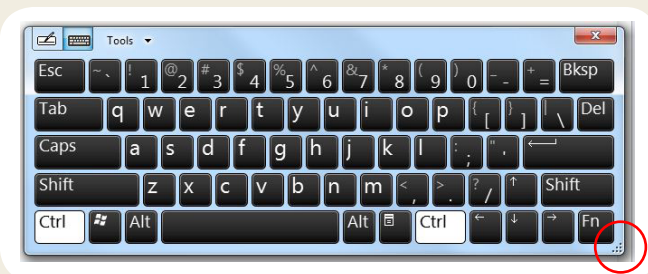 Tools
Esc ~ ` ! 1 @ 2 # 3 $ 4 % 5 ^ 6 & 7 * 8 ( 9 ) 0 - - + = Bksp
Tab q w e r t y u i o p { [ } ] | \ Del
Caps a s d f g h j k l : ; " '
Shift z x c v b n m < , > . ? / ↑ Shift
Ctrl Alt Alt Ctrl ← ↓ → Fn